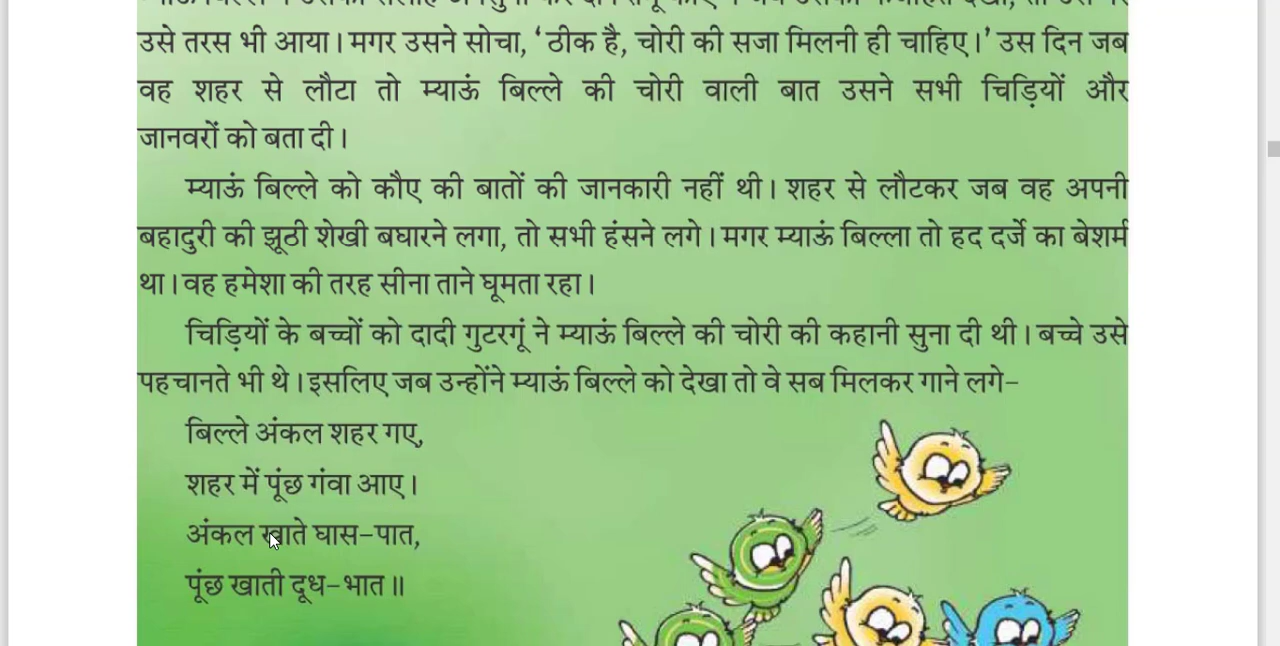 उसे तरस भी आया। मगर उसने सोचा, ‘ठीक है, चोरी की सजा मिलनी ही चाहिए।’ उस दिन जब
वह शहर से लौटा तो म्याऊं बिल्ले की चोरी वाली बात उसने सभी चिड़ियों और
जानवरों को बता दी।
म्याऊं बिल्ले को कौए की बातों की जानकारी नहीं थी। शहर से लौटकर जब वह अपनी
बहादुरी की झूठी शेखी बघारने लगा, तो सभी हंसने लगे। मगर म्याऊं बिल्ला तो हद दर्जे का बेशर्म
था। वह हमेशा की तरह सीना ताने घूमता रहा।
चिड़ियों के बच्चों को दादी गुटरगूं ने म्याऊं बिल्ले की चोरी की कहानी सुना दी थी। बच्चे उसे
पहचानते भी थे। इसलिए जब उन्होंने म्याऊं बिल्ले को देखा तो वे सब मिलकर गाने लगे-
बिल्ले अंकल शहर गए,
शहर में पूंछ गंवा आए।
अंकल खाते घास-पात,
पूंछ खाती दूध-भात॥